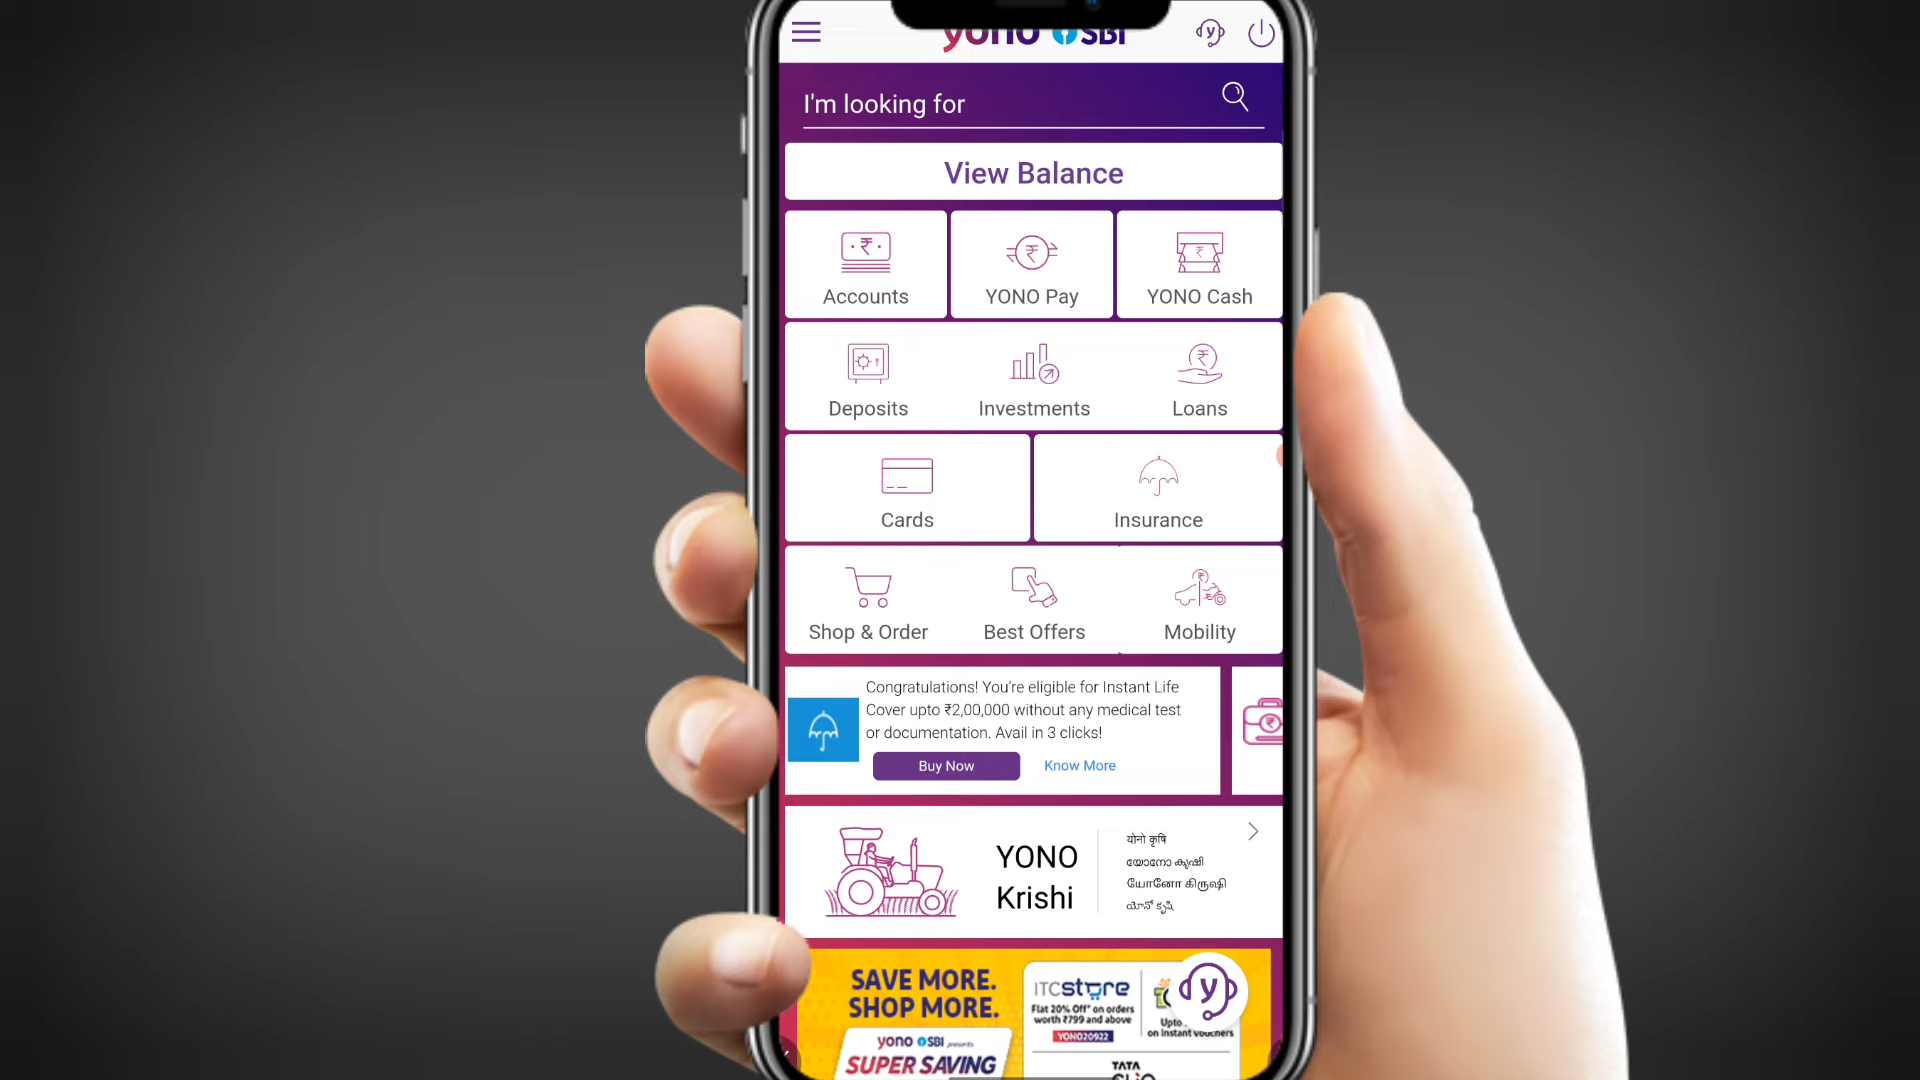 yono SBI
I'm looking for
View Balance
Accounts
YONO Pay
YONO Cash
Deposits
Investments
Loans
Cards
Insurance
Shop & Order
Best Offers
Mobility
Congratulations! You're eligible for Instant Life
Cover upto ₹2,00,000 without any medical test
or documentation. Avail in 3 clicks!
Buy Now
Know More
YONO
Krishi
योनो कृषि
യോനോ കൃഷി
யோனோ கிருஷி
యోనో కృషి
SAVE MORE.
SHOP MORE.
yono SBI presents
SUPER SAVING
ITCstore
Flat 20% Off* on orders
worth ₹799 and above
YONO20922
Upto
on Instant Vouchers
TATA
CLiQ